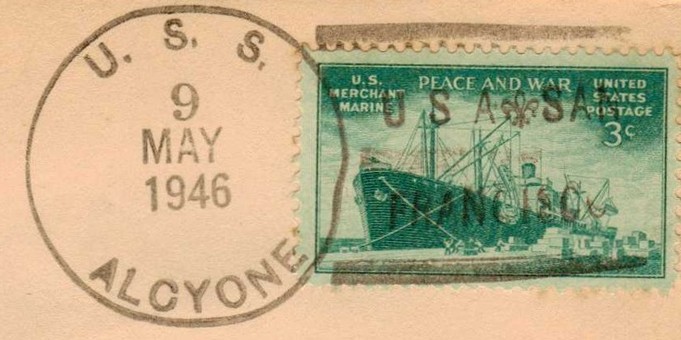 U. S. S.
9
MAY
1946
ALCYONE
U.S.
MERCHANT
MARINE
PEACE AND WAR
UNITED
STATES
POSTAGE
3¢
U S A SAN
FRANCISCO